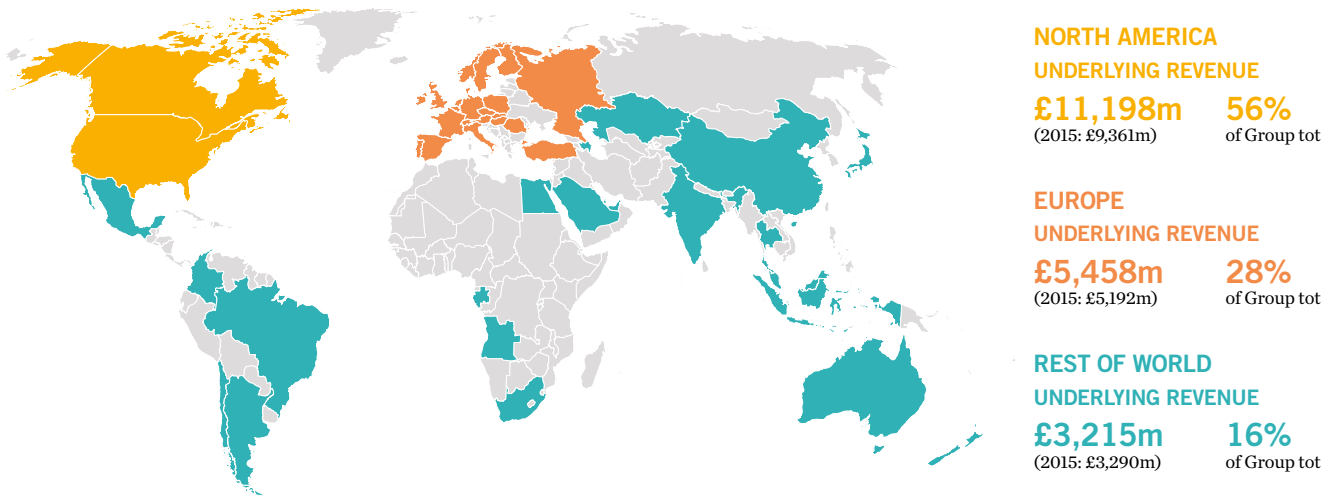 NORTH AMERICA
UNDERLYING REVENUE
£11,198m 56%
(2015: £9,361m) of Group tot
EUROPE
UNDERLYING REVENUE
£5,458m 28%
(2015: £5,192m) of Group tot
REST OF WORLD
UNDERLYING REVENUE
£3,215m 16%
(2015: £3,290m) of Group tot